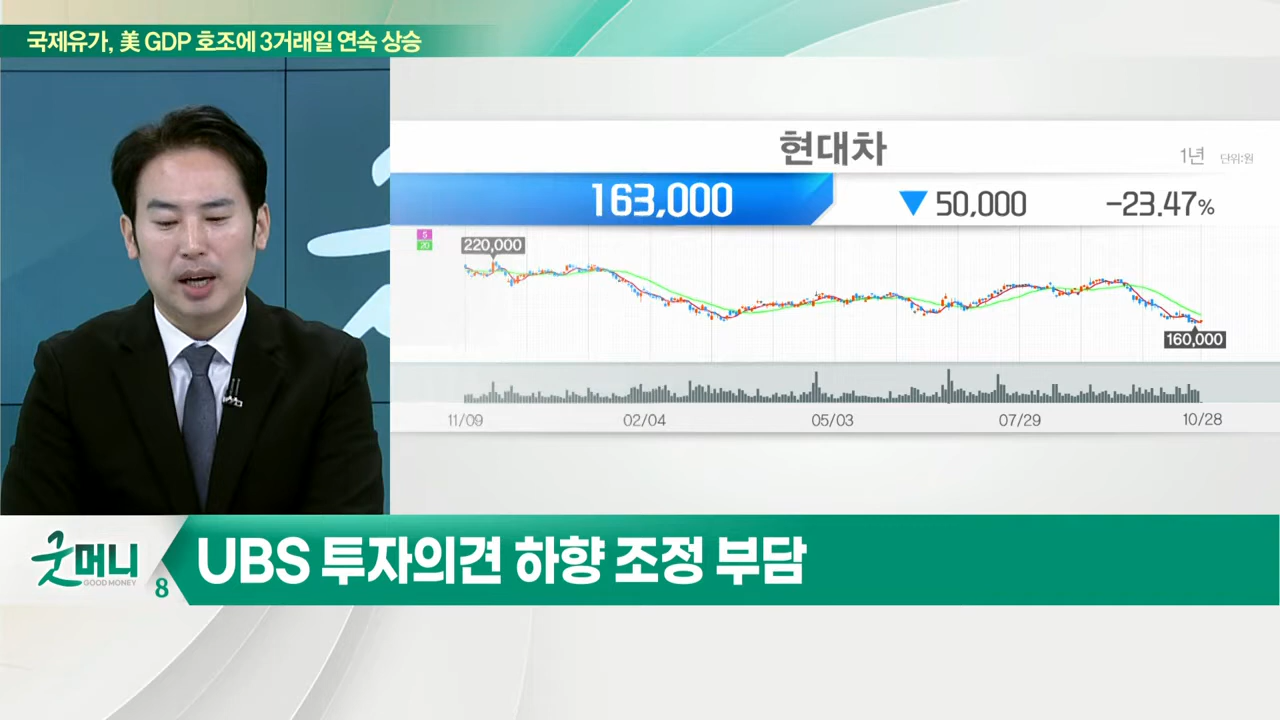 국제유가, 美 GDP 호조에 3거래일 연속 상승
현대차
1년 단위:원
163,000 ▼ 50,000 -23.47%
5
20
220,000
160,000
11/09 02/04 05/03 07/29 10/28
굿머니
GOOD MONEY
8
UBS 투자의견 하향 조정 부담